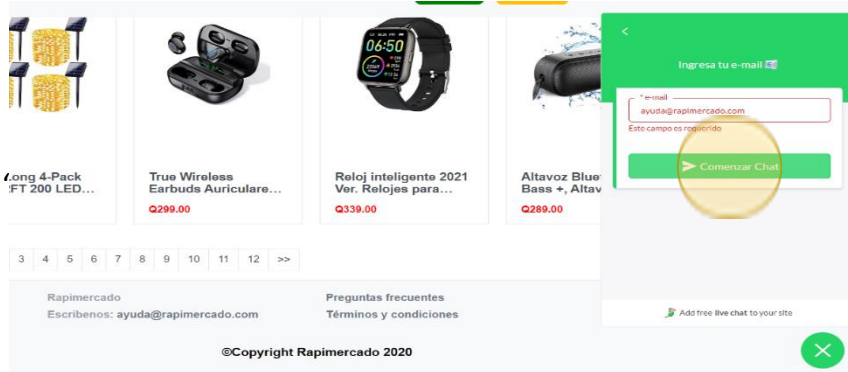 Long 4-Pack
FT 200 LED...
True Wireless
Earbuds Auriculare...
Q299.00
06:50
Reloj inteligente 2021
Ver. Relojes para...
Q339.00
Altavoz Blue
Bass +, Altav
Q289.00
3 4 5 6 7 8 9 10 11 12 >>
Rapimercado
Escribenos: ayuda@rapimercado.com
Preguntas frecuentes
Términos y condiciones
©Copyright Rapimercado 2020
<
Ingresa tu e-mail 📧
* e-mail
ayuda@rapimercado.com
Este campo es requerido
Comenzar Chat
Add free live chat to your site